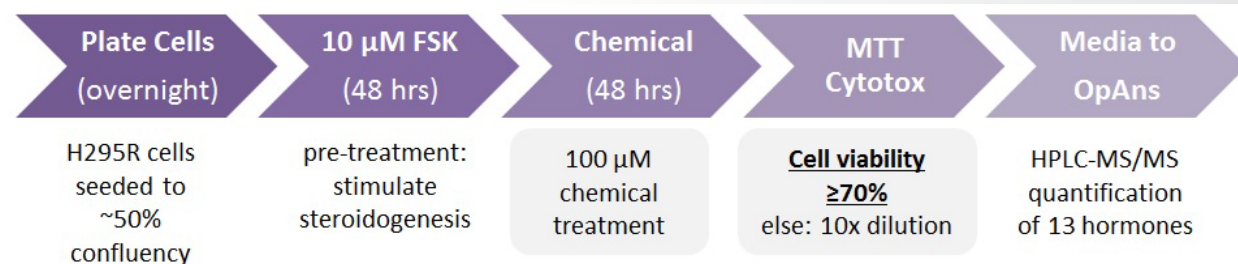 Plate Cells
(overnight)
10 µM FSK
(48 hrs)
Chemical
(48 hrs)
MTT
Cytotox
Media to
OpAns
H295R cells
seeded to
~50%
confluency
pre-treatment:
stimulate
steroidogenesis
100 µM
chemical
treatment
Cell viability
≥70%
else: 10x dilution
HPLC-MS/MS
quantification
of 13 hormones